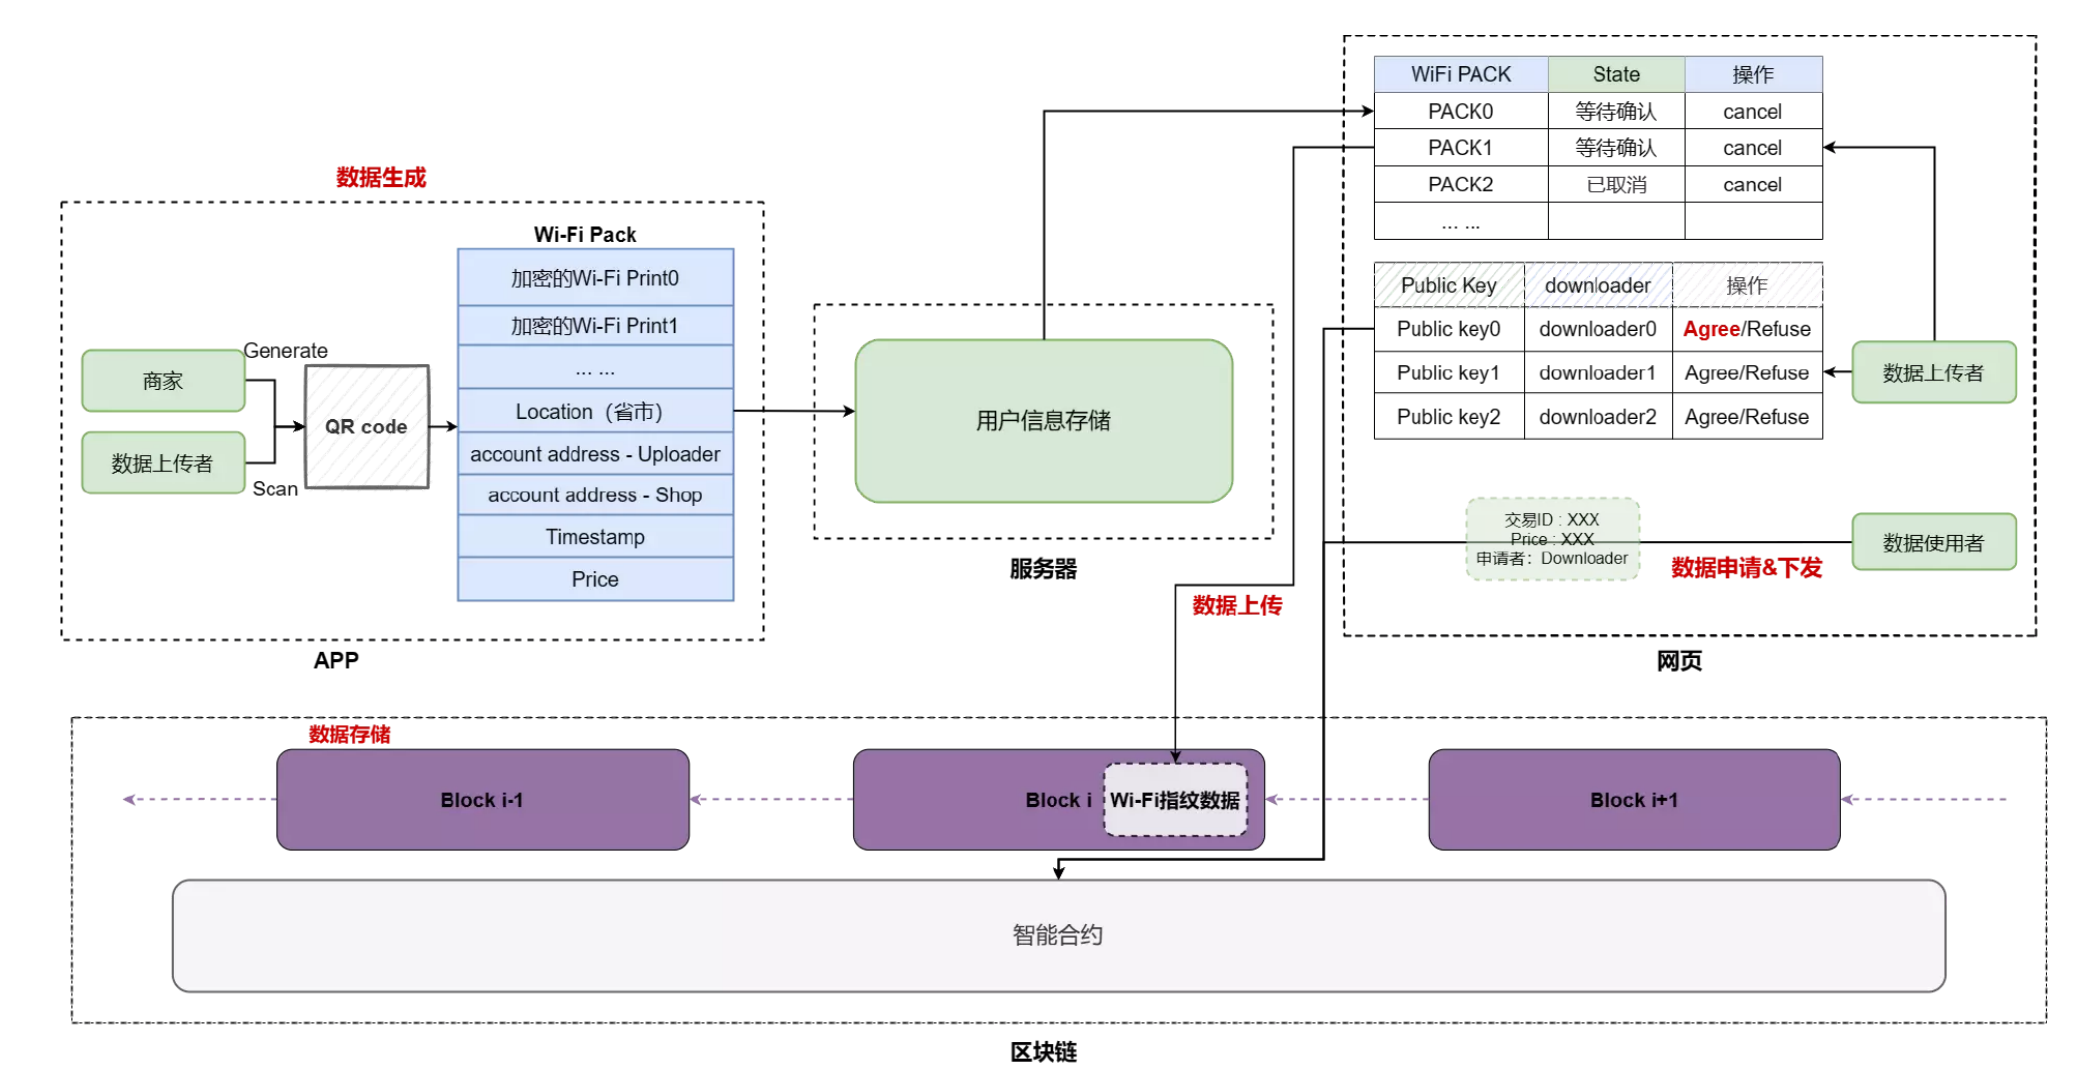 数据生成
Wi-Fi Pack
加密的Wi-Fi Print0
加密的Wi-Fi Print1
... ...
Location（省市）
account address - Uploader
account address - Shop
Timestamp
Price
商家
数据上传者
Generate
Scan
QR code
APP
用户信息存储
服务器
WiFi PACK State 操作
PACK0 等待确认 cancel
PACK1 等待确认 cancel
PACK2 已取消 cancel
... ...
Public Key downloader 操作
Public key0 downloader0 Agree/Refuse
Public key1 downloader1 Agree/Refuse
Public key2 downloader2 Agree/Refuse
数据上传者
交易ID : XXX
Price : XXX
申请者：Downloader
数据使用者
数据申请&下发
网页
数据上传
数据存储
Block i-1
Block i
Wi-Fi指纹数据
Block i+1
智能合约
区块链